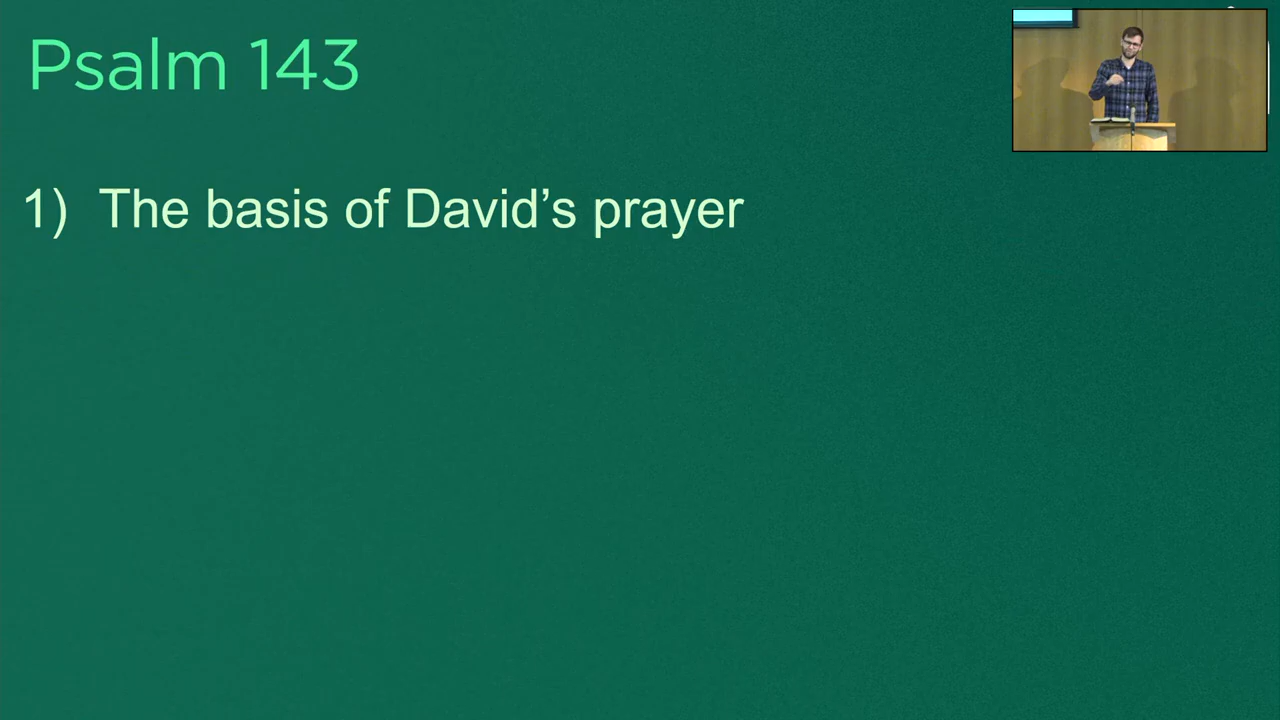 Psalm 143
1) The basis of David’s prayer